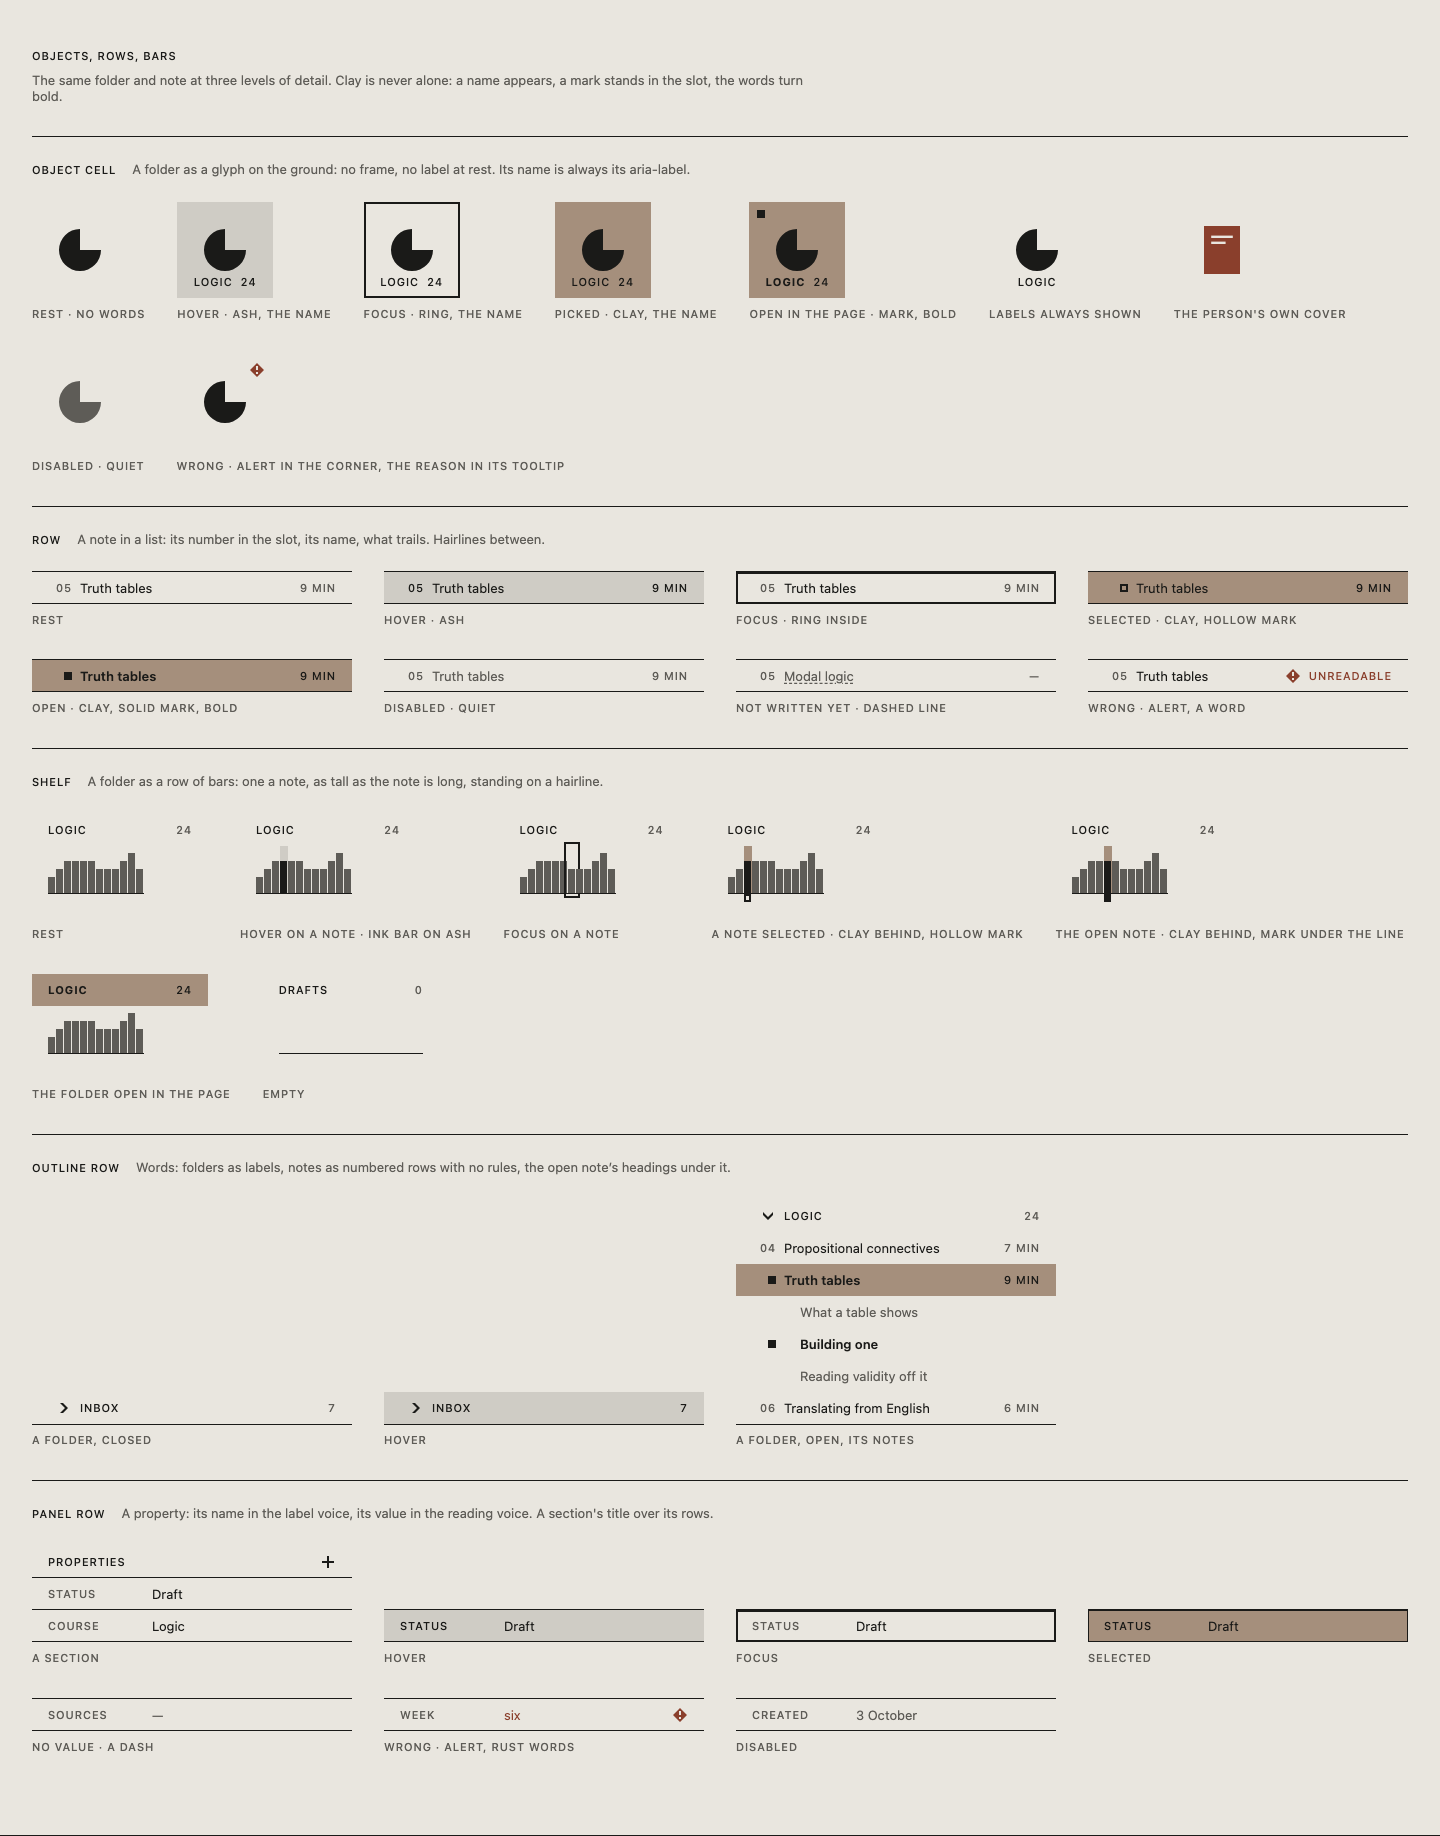 OBJECTS, ROWS, BARS
The same folder and note at three levels of detail. Clay is never alone: a name appears, a mark stands in the slot, the words turn
bold.
OBJECT CELL A folder as a glyph on the ground: no frame, no label at rest. Its name is always its aria-label.
LOGIC 24 LOGIC 24 LOGIC 24 LOGIC 24 LOGIC
REST · NO WORDS HOVER · ASH, THE NAME FOCUS · RING, THE NAME PICKED · CLAY, THE NAME OPEN IN THE PAGE · MARK, BOLD LABELS ALWAYS SHOWN THE PERSON'S OWN COVER
DISABLED · QUIET WRONG · ALERT IN THE CORNER, THE REASON IN ITS TOOLTIP
ROW A note in a list: its number in the slot, its name, what trails. Hairlines between.
05 Truth tables 9 MIN 05 Truth tables 9 MIN 05 Truth tables 9 MIN Truth tables 9 MIN
REST HOVER · ASH FOCUS · RING INSIDE SELECTED · CLAY, HOLLOW MARK
Truth tables 9 MIN 05 Truth tables 9 MIN 05 Modal logic — 05 Truth tables UNREADABLE
OPEN · CLAY, SOLID MARK, BOLD DISABLED · QUIET NOT WRITTEN YET · DASHED LINE WRONG · ALERT, A WORD
SHELF A folder as a row of bars: one a note, as tall as the note is long, standing on a hairline.
LOGIC 24 LOGIC 24 LOGIC 24 LOGIC 24 LOGIC 24
REST HOVER ON A NOTE · INK BAR ON ASH FOCUS ON A NOTE A NOTE SELECTED · CLAY BEHIND, HOLLOW MARK THE OPEN NOTE · CLAY BEHIND, MARK UNDER THE LINE
LOGIC 24 DRAFTS 0
THE FOLDER OPEN IN THE PAGE EMPTY
OUTLINE ROW Words: folders as labels, notes as numbered rows with no rules, the open note's headings under it.
LOGIC 24
04 Propositional connectives 7 MIN
Truth tables 9 MIN
What a table shows
Building one
Reading validity off it
INBOX 7 INBOX 7 06 Translating from English 6 MIN
A FOLDER, CLOSED HOVER A FOLDER, OPEN, ITS NOTES
PANEL ROW A property: its name in the label voice, its value in the reading voice. A section's title over its rows.
PROPERTIES
STATUS Draft
COURSE Logic STATUS Draft STATUS Draft STATUS Draft
A SECTION HOVER FOCUS SELECTED
SOURCES — WEEK six CREATED 3 October
NO VALUE · A DASH WRONG · ALERT, RUST WORDS DISABLED